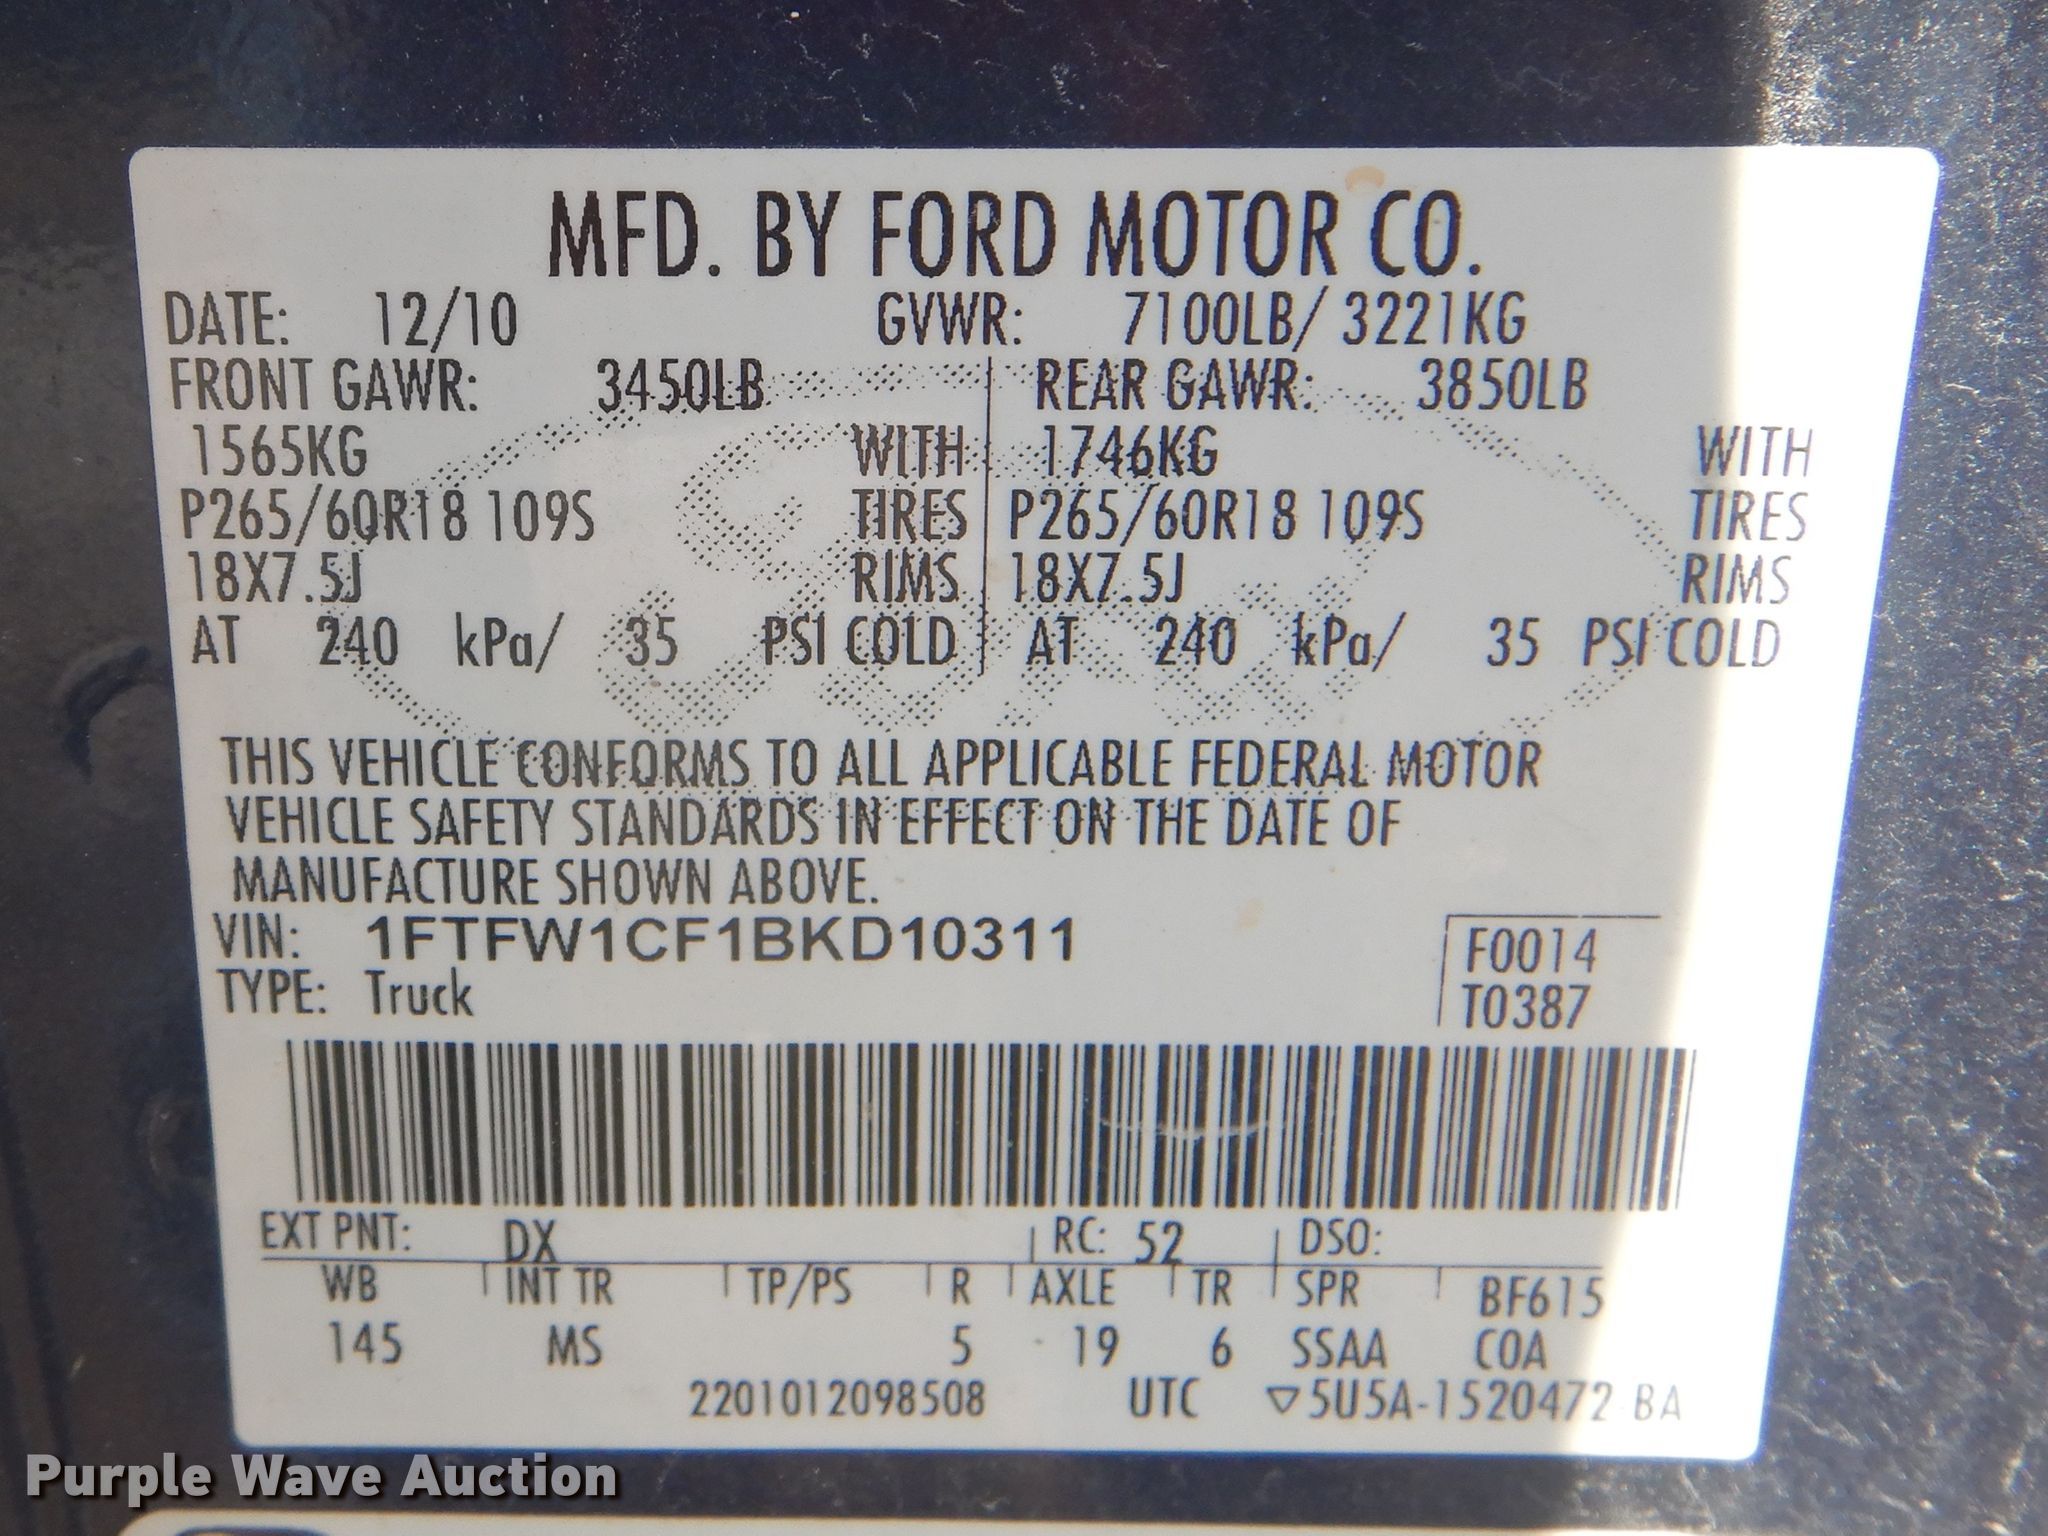 MFD. BY FORD MOTOR CO.
DATE: 12/10 GVWR: 7100LB/ 3221KG
FRONT GAWR: 3450LB REAR GAWR: 3850LB
1565KG WITH 1746KG WITH
P265/60R18 109S TIRES P265/60R18 109S TIRES
18X7.5J RIMS 18X7.5J RIMS
AT 240 kPa/ 35 PSI COLD AT 240 kPa/ 35 PSI COLD
THIS VEHICLE CONFORMS TO ALL APPLICABLE FEDERAL MOTOR
VEHICLE SAFETY STANDARDS IN EFFECT ON THE DATE OF
MANUFACTURE SHOWN ABOVE.
VIN: 1FTFW1CF1BKD10311 F0014
TYPE: Truck T0387
EXT PNT: DX RC: 52 DSO:
WB INT TR TP/PS R AXLE TR SPR BF615
145 MS 5 19 6 SSAA COA
2201012098508 UTC ▽5U5A-1520472 BA
Purple Wave Auction